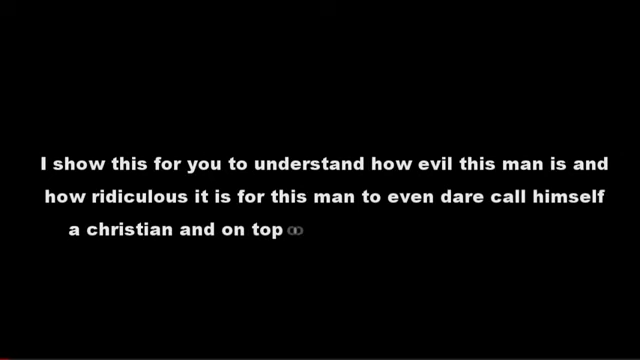 I show this for you to understand how evil this man is and
how ridiculous it is for this man to even dare call himself
a christian and on top